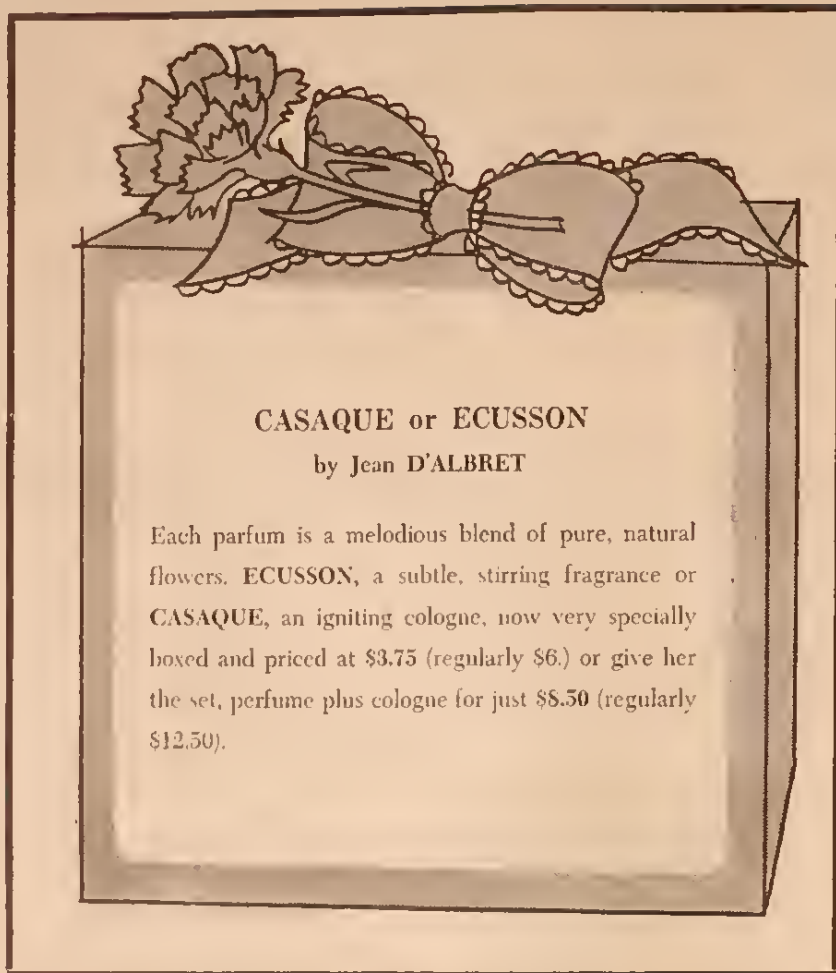 CASAQUE or ECUSSON
by Jean D'ALBRET
Each parfum is a melodious blend of pure, natural
flowers. ECUSSON, a subtle, stirring fragrance or
CASAQUE, an igniting cologne, now very specially
boxed and priced at $3.75 (regularly $6.) or give her
the set, perfume plus cologne for just $8.50 (regularly
$12.50).